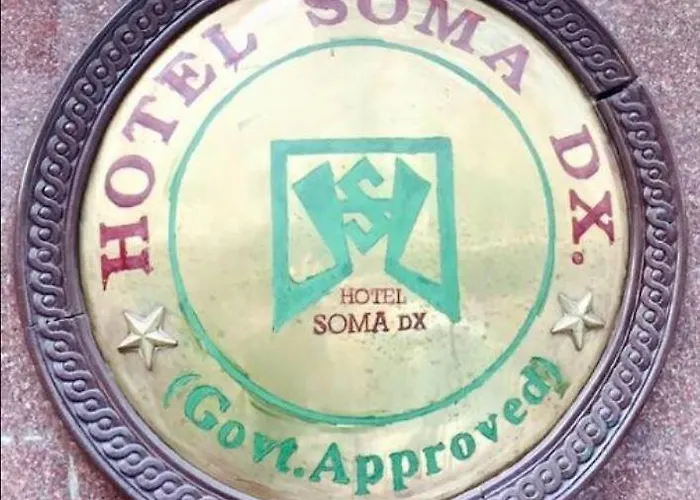 HOTEL SOMA DX.
HOTEL
SOMA DX
(Govt. Approved)